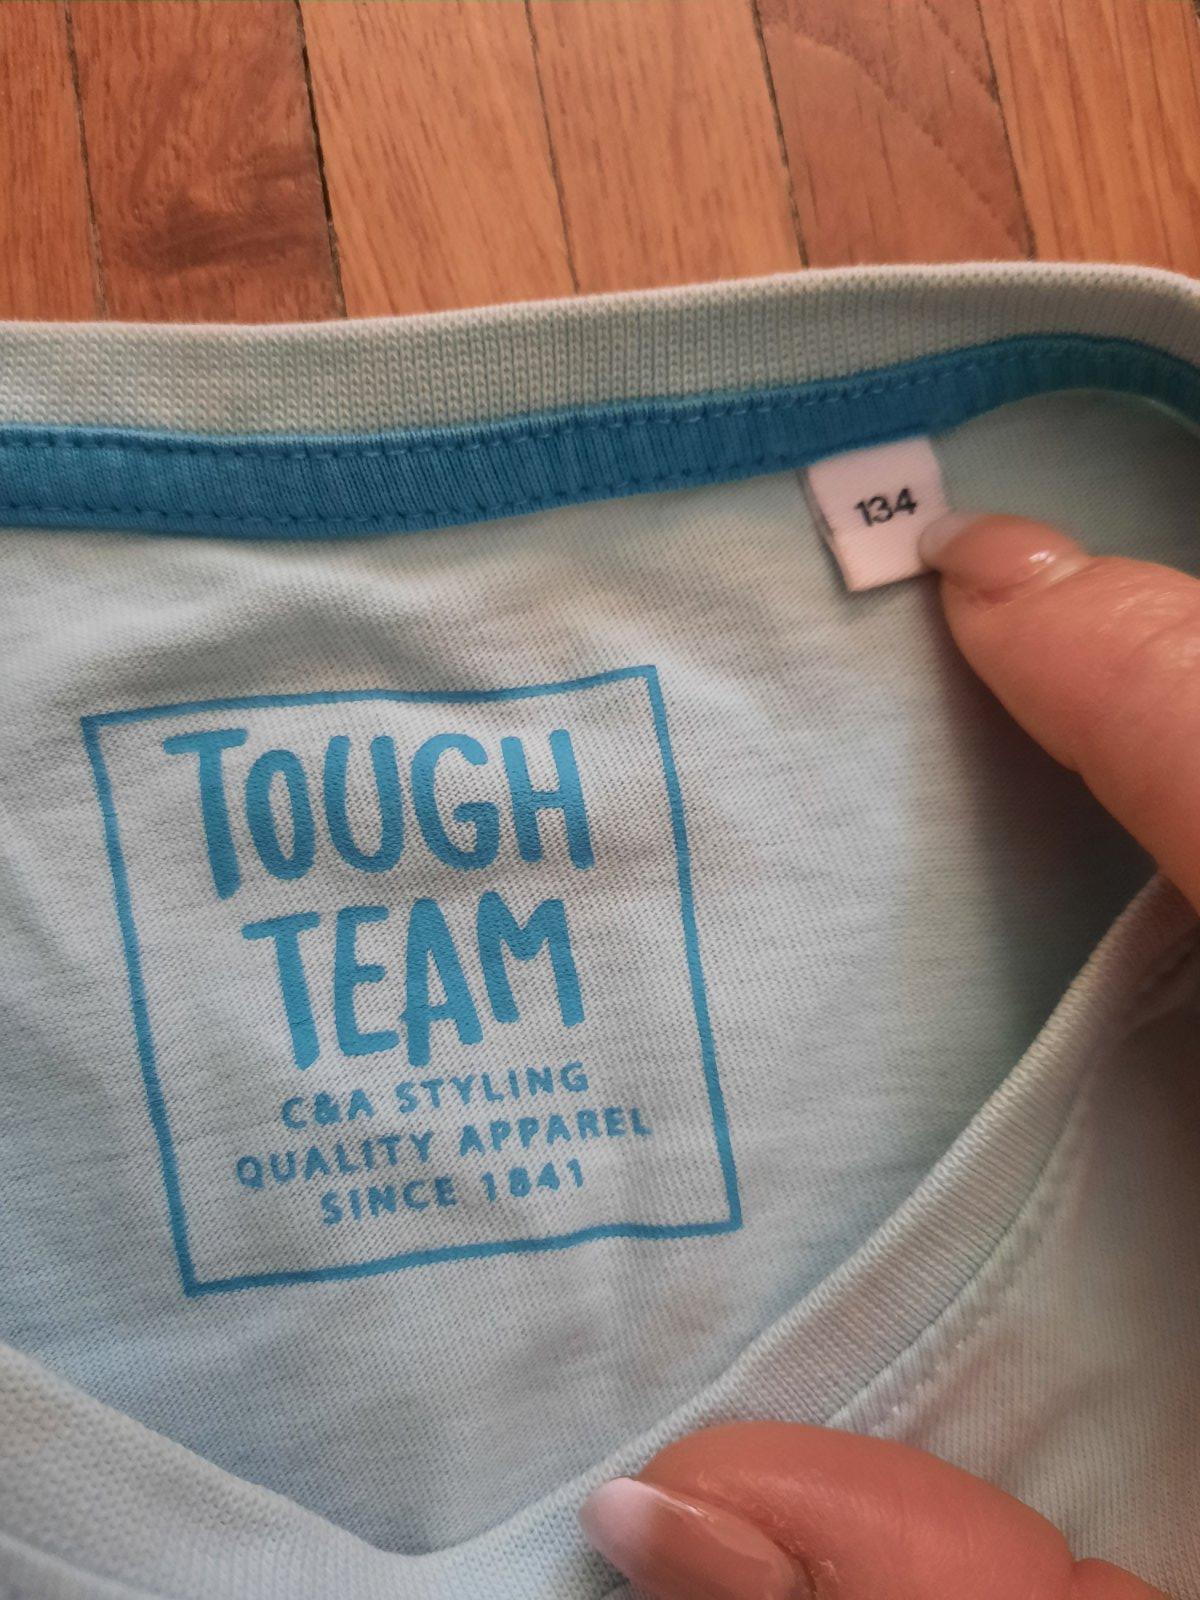 134
TOUGH
TEAM
C&A STYLING
QUALITY APPAREL
SINCE 1841